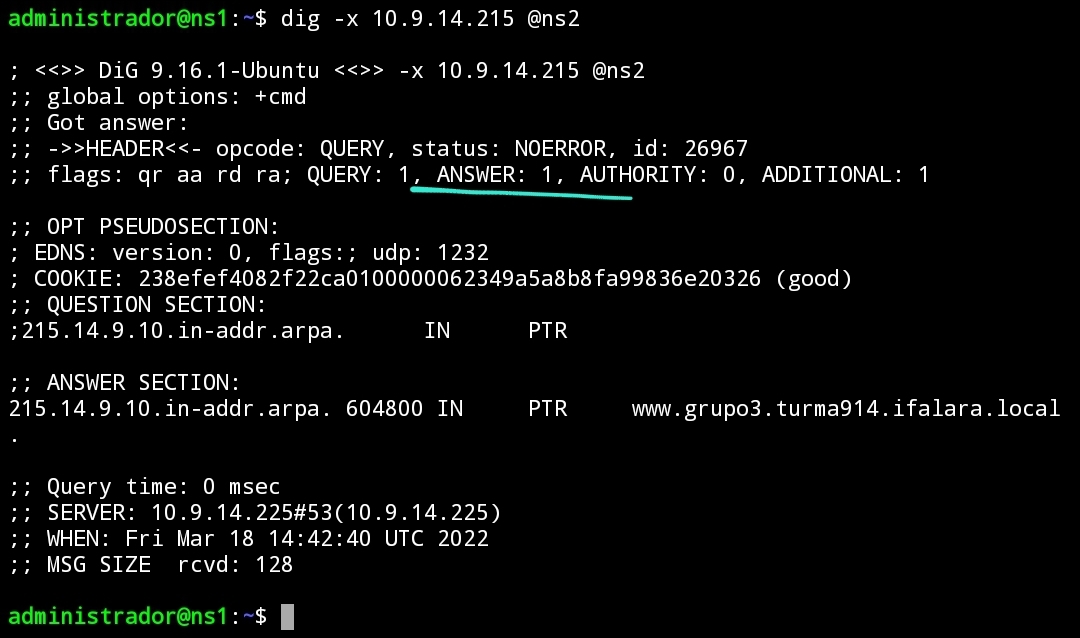 administrador@ns1:~$ dig -x 10.9.14.215 @ns2

; <<>> DiG 9.16.1-Ubuntu <<>> -x 10.9.14.215 @ns2
;; global options: +cmd
;; Got answer:
;; ->>HEADER<<- opcode: QUERY, status: NOERROR, id: 26967
;; flags: qr aa rd ra; QUERY: 1, ANSWER: 1, AUTHORITY: 0, ADDITIONAL: 1

;; OPT PSEUDOSECTION:
; EDNS: version: 0, flags:; udp: 1232
; COOKIE: 238efef4082f22ca0100000062349a5a8b8fa99836e20326 (good)
;; QUESTION SECTION:
;215.14.9.10.in-addr.arpa. IN PTR

;; ANSWER SECTION:
215.14.9.10.in-addr.arpa. 604800 IN PTR www.grupo3.turma914.ifalara.local
.

;; Query time: 0 msec
;; SERVER: 10.9.14.225#53(10.9.14.225)
;; WHEN: Fri Mar 18 14:42:40 UTC 2022
;; MSG SIZE rcvd: 128

administrador@ns1:~$